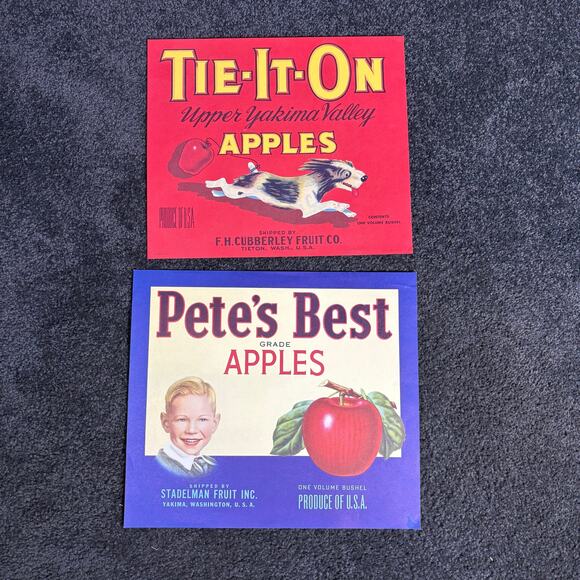 TIE-IT-ON
Upper Yakima Valley
APPLES
PRODUCE OF U.S.A.
CONTENTS
ONE VOLUME BUSHEL
SHIPPED BY
F.H. CUBBERLEY FRUIT CO.
TIETON, WASH., U.S.A.
PETE'S BEST
GRADE
APPLES
SHIPPED BY
STADELMAN FRUIT INC.
YAKIMA, WASHINGTON, U. S. A.
ONE VOLUME BUSHEL
PRODUCE OF U.S.A.